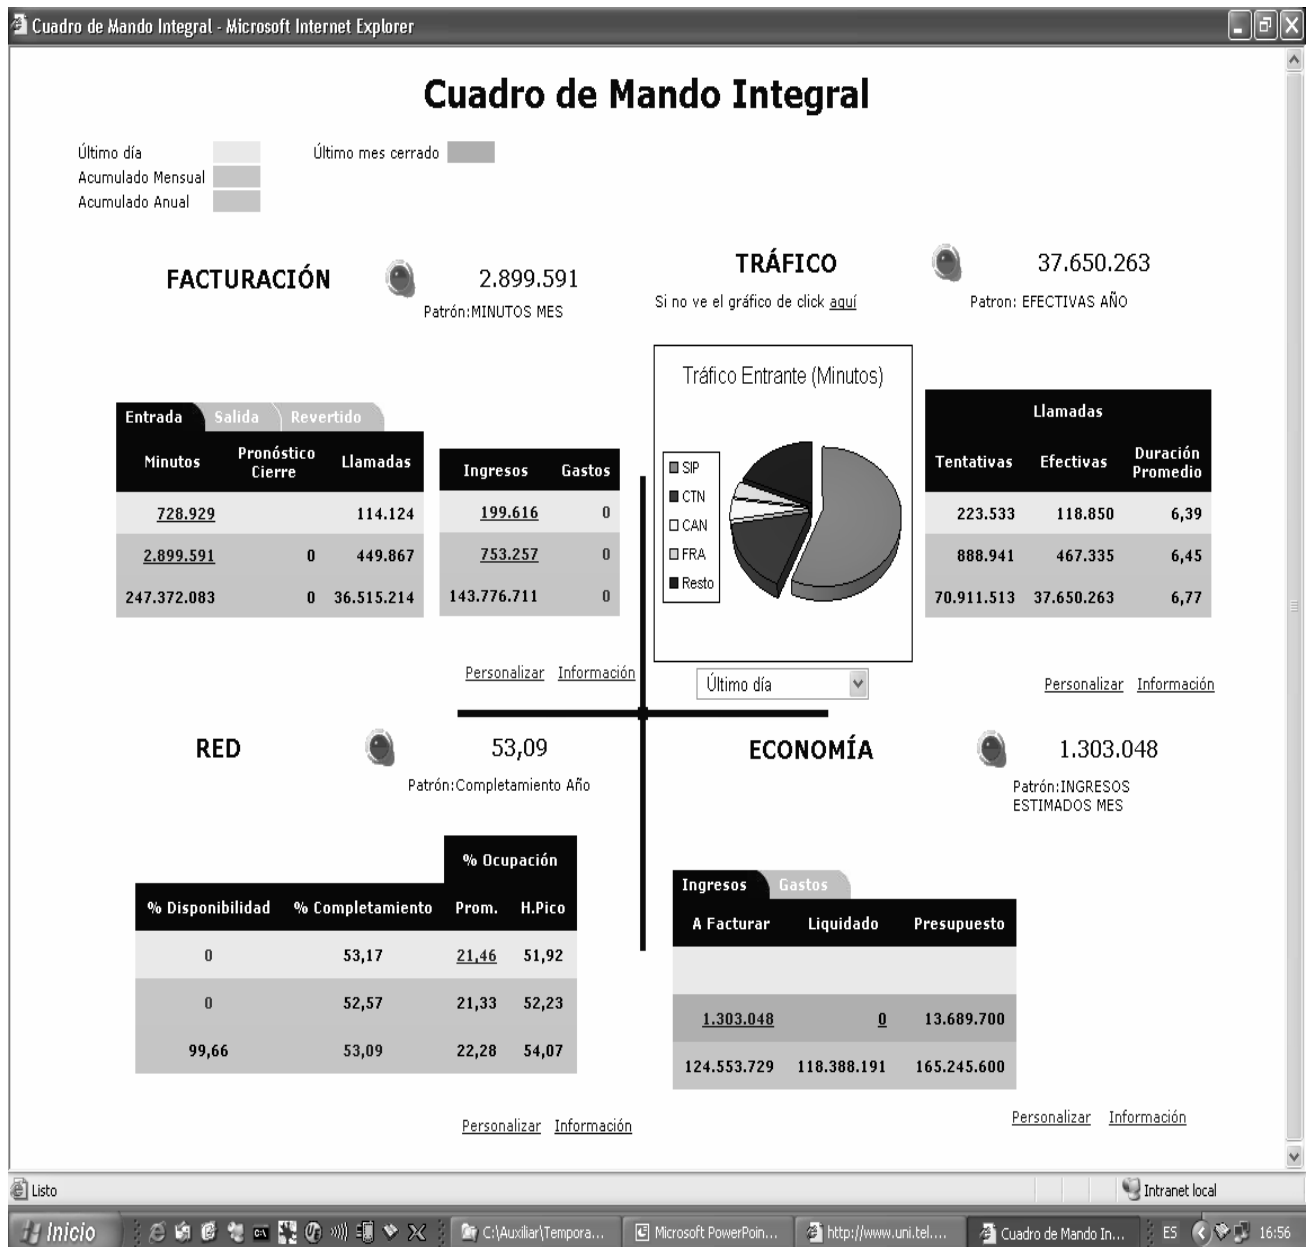 Cuadro de Mando Integral - Microsoft Internet Explorer
Cuadro de Mando Integral
Último día
Último mes cerrado
Acumulado Mensual
Acumulado Anual
FACTURACIÓN
2.899.591
Patrón:MINUTOS MES
TRÁFICO
37.650.263
Si no ve el gráfico de click aquí
Patron: EFECTIVAS AÑO
Entrada Salida Revertido
Minutos Pronóstico Cierre Llamadas
728.929 114.124
2.899.591 0 449.867
247.372.083 0 36.515.214
Ingresos Gastos
199.616 0
753.257 0
143.776.711 0
Personalizar Información
Tráfico Entrante (Minutos)
SIP
CTN
CAN
FRA
Resto
Último día
Llamadas
Tentativas Efectivas Duración Promedio
223.533 118.850 6,39
888.941 467.335 6,45
70.911.513 37.650.263 6,77
Personalizar Información
RED
53,09
Patrón:Completamiento Año
% Ocupación
% Disponibilidad % Completamiento Prom. H.Pico
0 53,17 21,46 51,92
0 52,57 21,33 52,23
99,66 53,09 22,28 54,07
Personalizar Información
ECONOMÍA
1.303.048
Patrón:INGRESOS
ESTIMADOS MES
Ingresos Gastos
A Facturar Liquidado Presupuesto
1.303.048 0 13.689.700
124.553.729 118.388.191 165.245.600
Personalizar Información
Listo
Intranet local
Inicio
C:\Auxiliar\Tempora...
Microsoft PowerPoin...
http://www.uni.tel....
Cuadro de Mando In...
ES
16:56